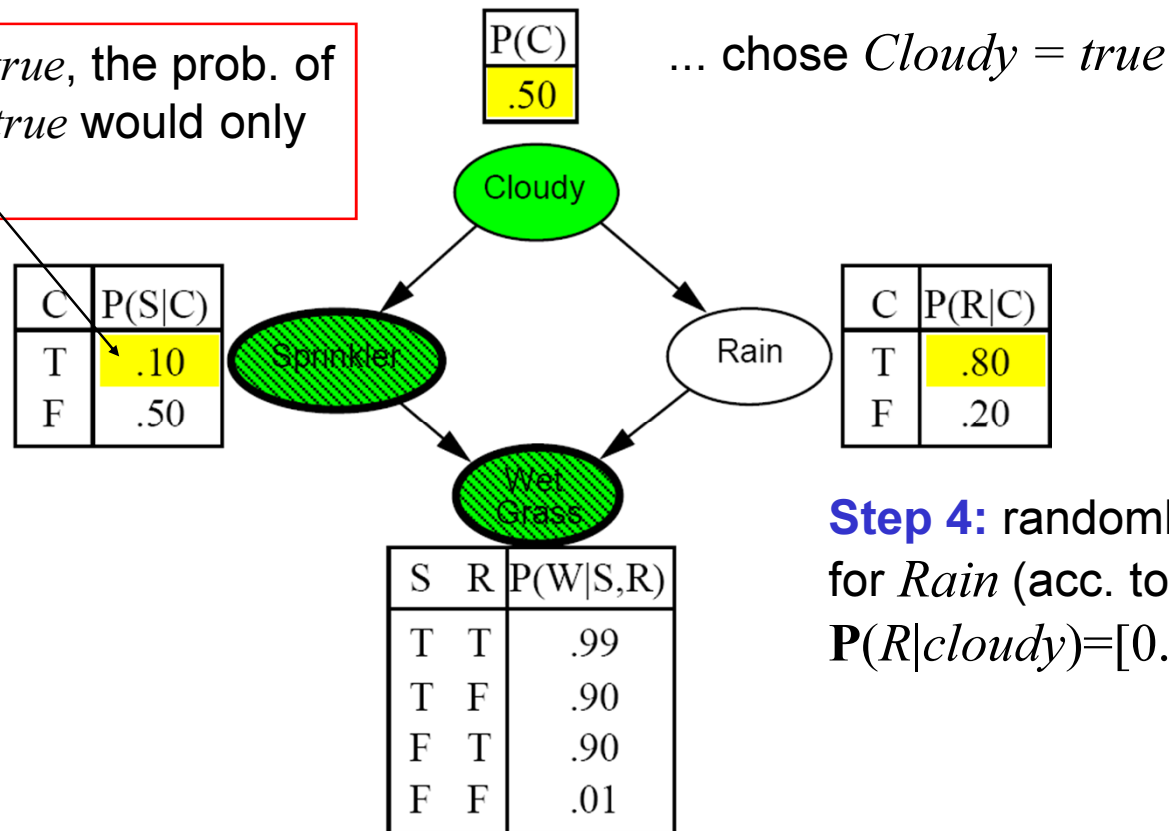 true, the prob. of
true would only
P(C)
.50
... chose Cloudy = true
Cloudy
C P(S|C)
T .10
F .50
Sprinkler
Rain
C P(R|C)
T .80
F .20
Wet
Grass
S R P(W|S,R)
T T .99
T F .90
F T .90
F F .01
Step 4:
for Rain (acc. to
P(R|cloudy)=[0.